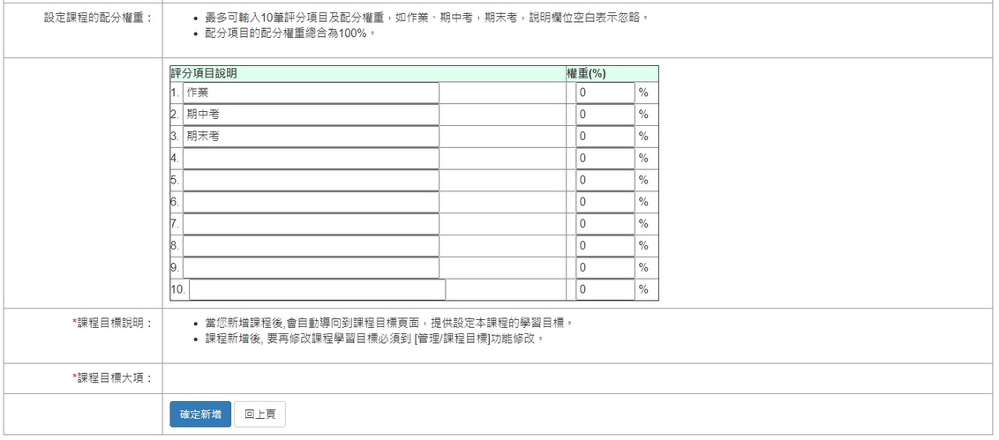 設定課程的配分權重：
• 最多可輸入10筆評分項目及配分權重，如作業、期中考，期末考，說明欄位空白表示忽略。
• 配分項目的配分權重總合為100%。
評分項目說明 權重(%)
1. 作業 0 %
2. 期中考 0 %
3. 期末考 0 %
4. 0 %
5. 0 %
6. 0 %
7. 0 %
8. 0 %
9. 0 %
10. 0 %
*課程目標說明：
• 當您新增課程後,會自動導向到課程目標頁面，提供設定本課程的學習目標。
• 課程新增後, 要再修改課程學習目標必須到 [管理/課程目標]功能修改。
*課程目標大項：
確定新增 回上頁